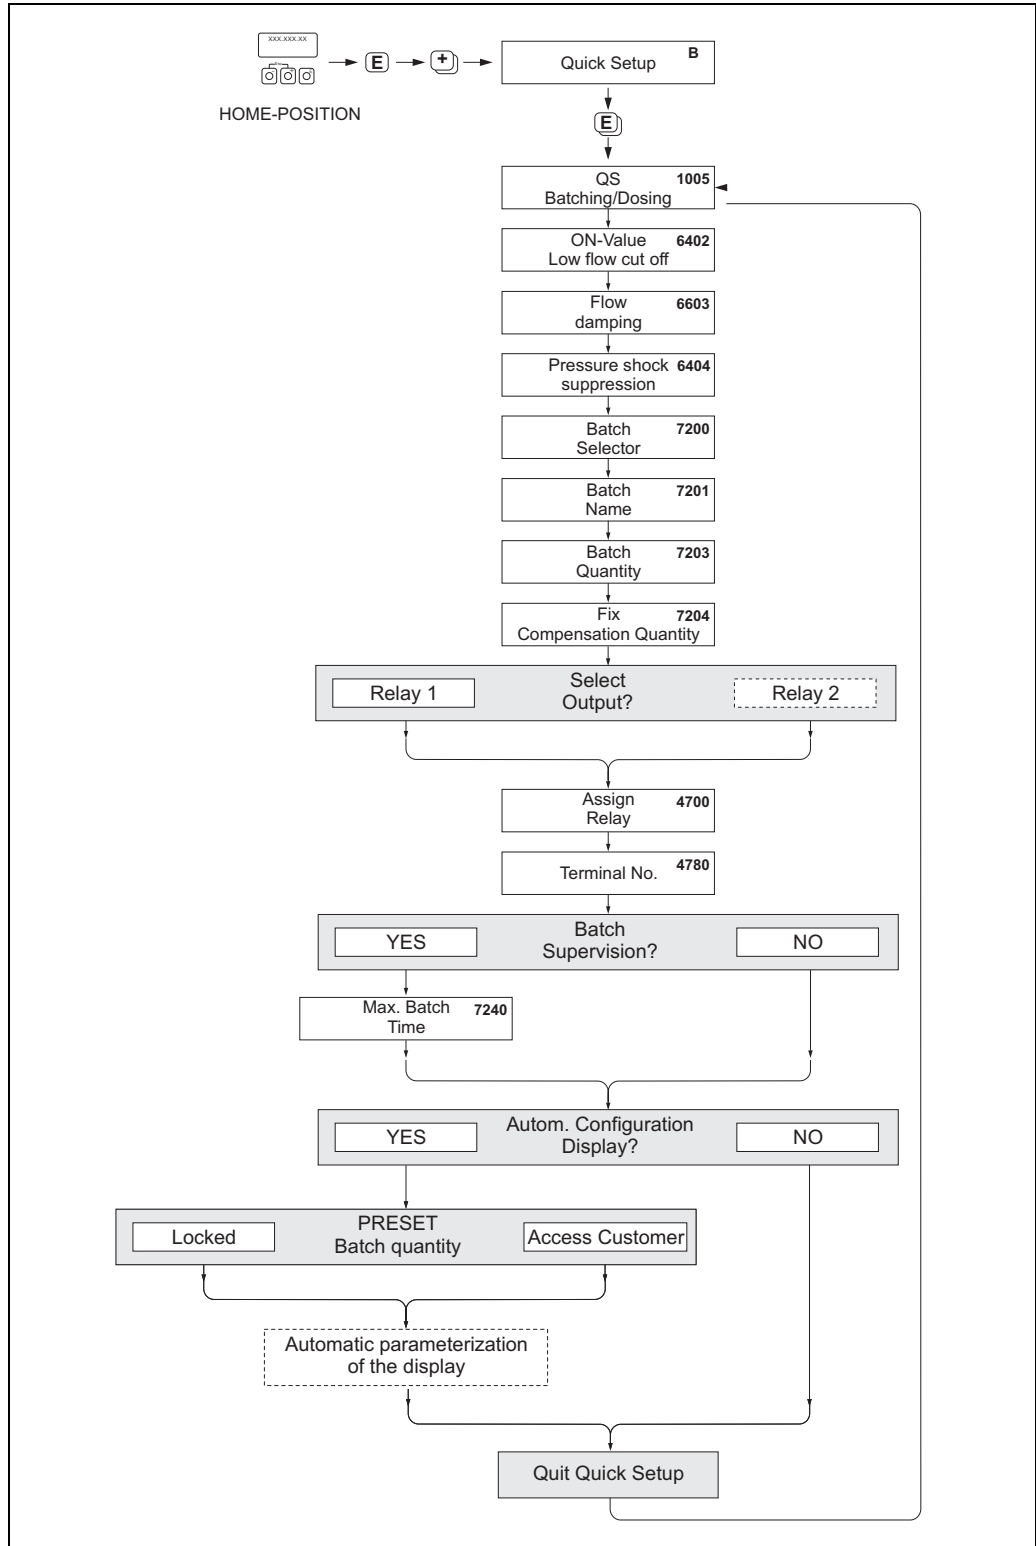 xxx.xxx.xx
Esc
E
+
Quick Setup
B
HOME-POSITION
E
QS
Batching/Dosing
1005
ON-Value
Low flow cut off
6402
Flow
damping
6603
Pressure shock
suppression
6404
Batch
Selector
7200
Batch
Name
7201
Batch
Quantity
7203
Fix
Compensation Quantity
7204
Relay 1
Select
Output?
Relay 2
Assign
Relay
4700
Terminal No.
4780
YES
Batch
Supervision?
NO
Max. Batch
Time
7240
YES
Autom. Configuration
Display?
NO
Locked
PRESET
Batch quantity
Access Customer
Automatic parameterization
of the display
Quit Quick Setup